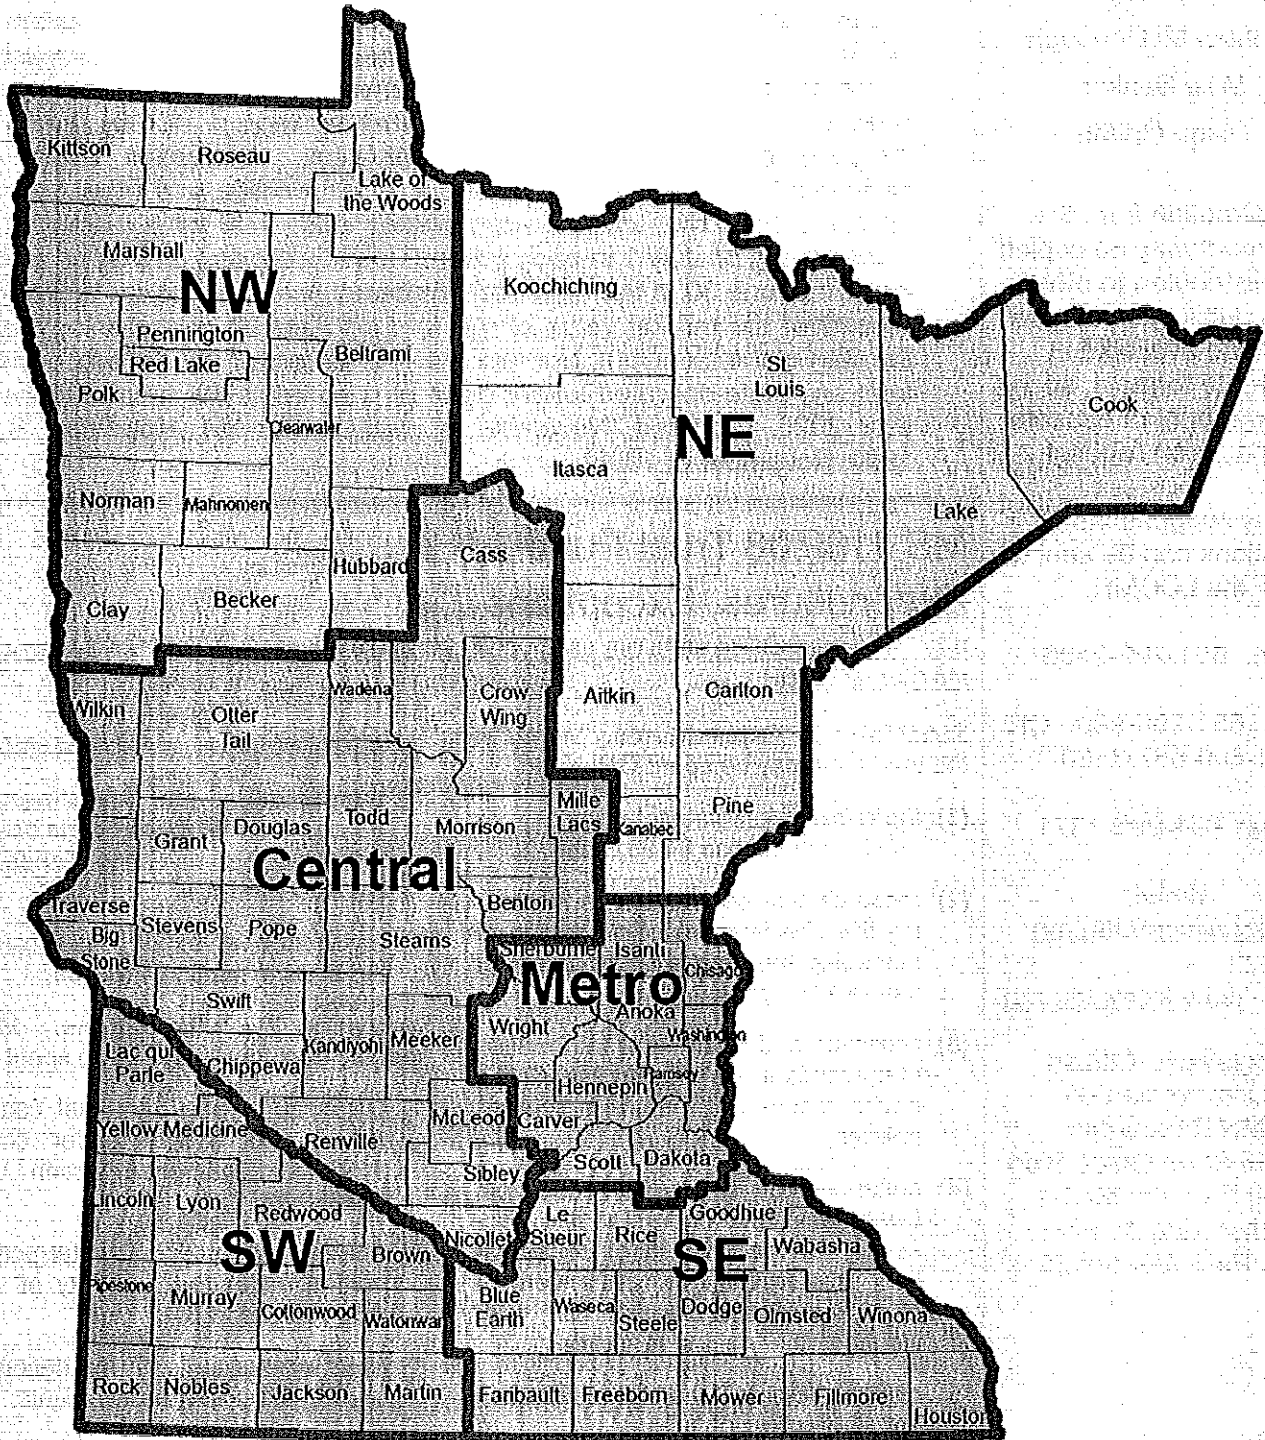 Kittson
Roseau
Lake of
the Woods
Marshall
NW
Koochiching
Pennington
Beltrami
Red Lake
St.
Louis
Polk
Cook
Clearwater
NE
Itasca
Norman
Mahnomen
Lake
Cass
Hubbard
Becker
Clay
Wadena
Crow
Wing
Aitkin
Carlton
Wilkin
Otter
Tail
Mille
Lacs
Pine
Todd
Douglas
Morrison
Kanabec
Grant
Central
Traverse
Benton
Stevens
Pope
Big
Stone
Stearns
Sherburne
Isanti
Chisago
Metro
Swift
Anoka
Wright
Washington
Meeker
Kandiyohi
Lac qui
Parle
Chippewa
Ramsey
Hennepin
McLeod
Carver
Yellow Medicine
Renville
Scott
Dakota
Sibley
Lincoln
Lyon
Redwood
Le
Sueur
Goodhue
Rice
Nicollet
Brown
Wabasha
SW
SE
Pipestone
Murray
Cottonwood
Watonwan
Blue
Earth
Waseca
Steele
Dodge
Olmsted
Winona
Rock
Nobles
Jackson
Martin
Faribault
Freeborn
Mower
Fillmore
Houston